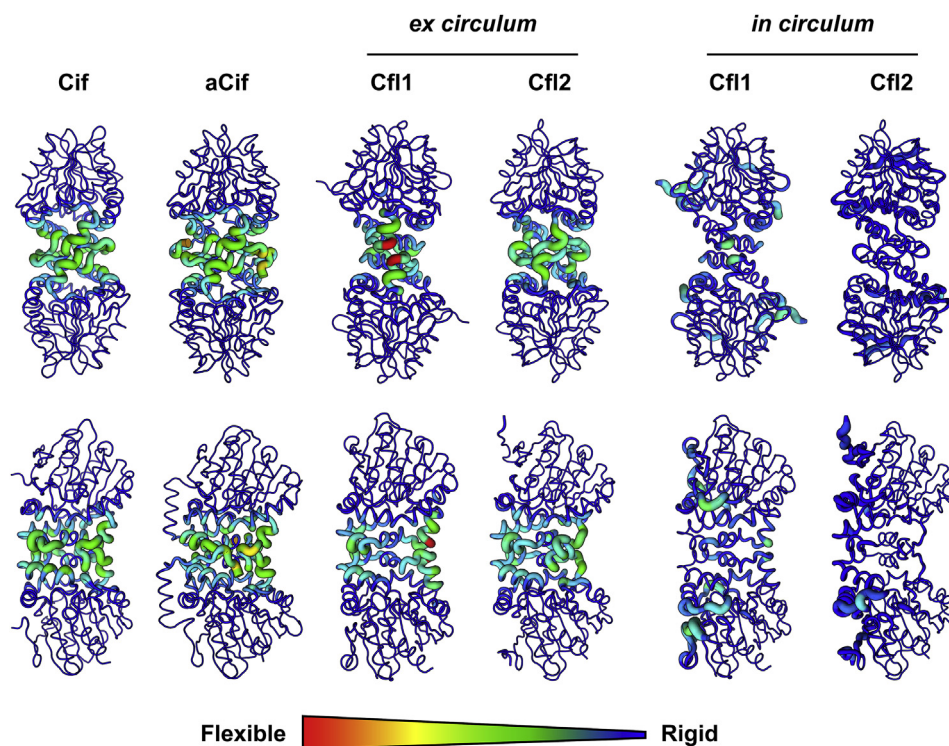 ex circulum in circulum
Cif aCif Cfl1 Cfl2 Cfl1 Cfl2
Flexible Rigid